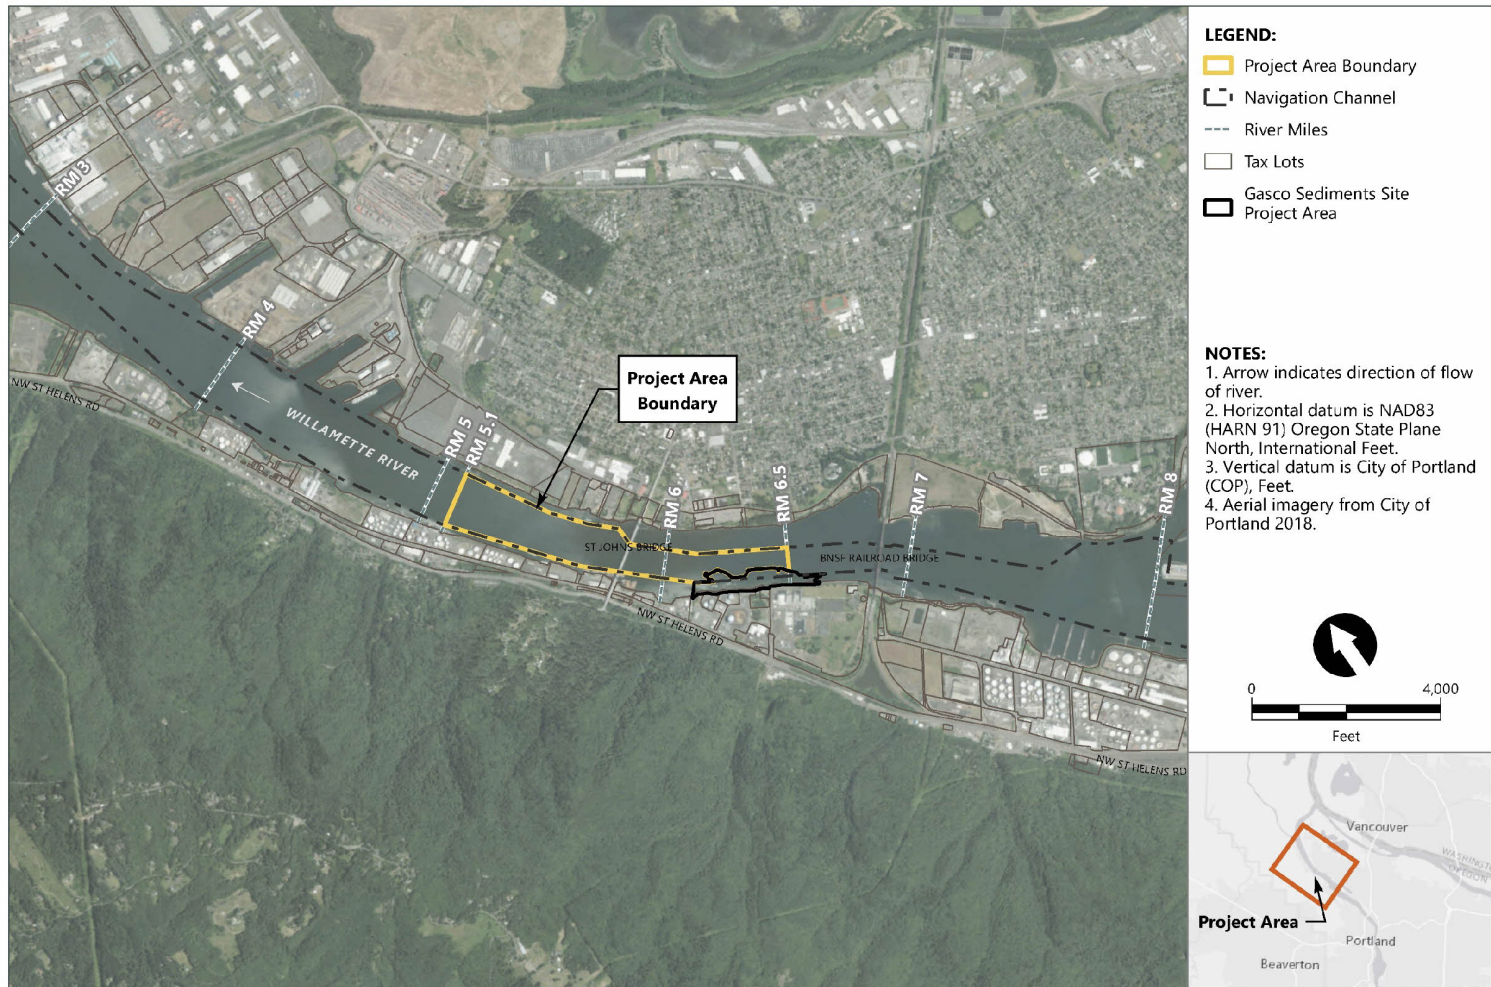 RM 3
RM 4
NW ST HELENS RD
WILLAMETTE RIVER
RM 5
RM 5.1
Project Area
Boundary
ST JOHNS BRIDGE
RM 6
RM 6.5
BNSF RAILROAD BRIDGE
RM 7
RM 8
NW ST HELENS RD
NW ST HELENS RD
LEGEND:
Project Area Boundary
Navigation Channel
River Miles
Tax Lots
Gasco Sediments Site
Project Area
NOTES:
1. Arrow indicates direction of flow
of river.
2. Horizontal datum is NAD83
(HARN 91) Oregon State Plane
North, International Feet.
3. Vertical datum is City of Portland
(COP), Feet.
4. Aerial imagery from City of
Portland 2018.
0
4,000
Feet
Vancouver
OREGON
Project Area
Portland
Beaverton